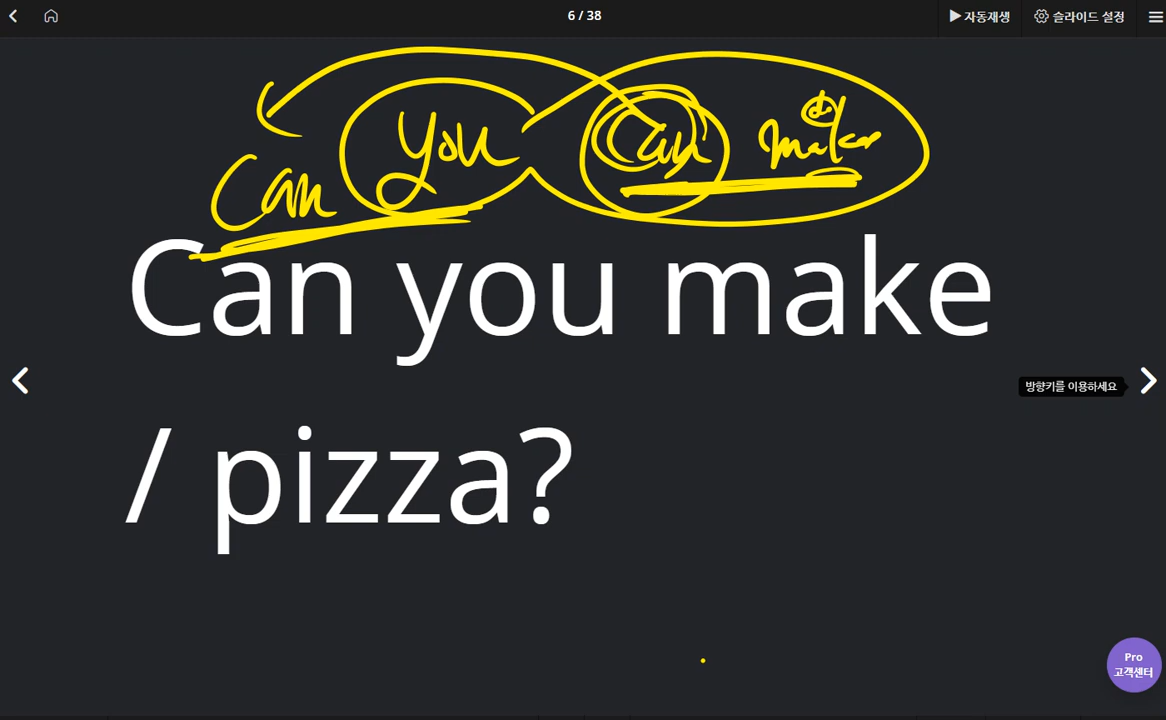 6 / 38
▶ 자동재생
슬라이드 설정
You Can make
Can
Can you make
/ pizza?
방향키를 이용하세요
Pro
고객센터